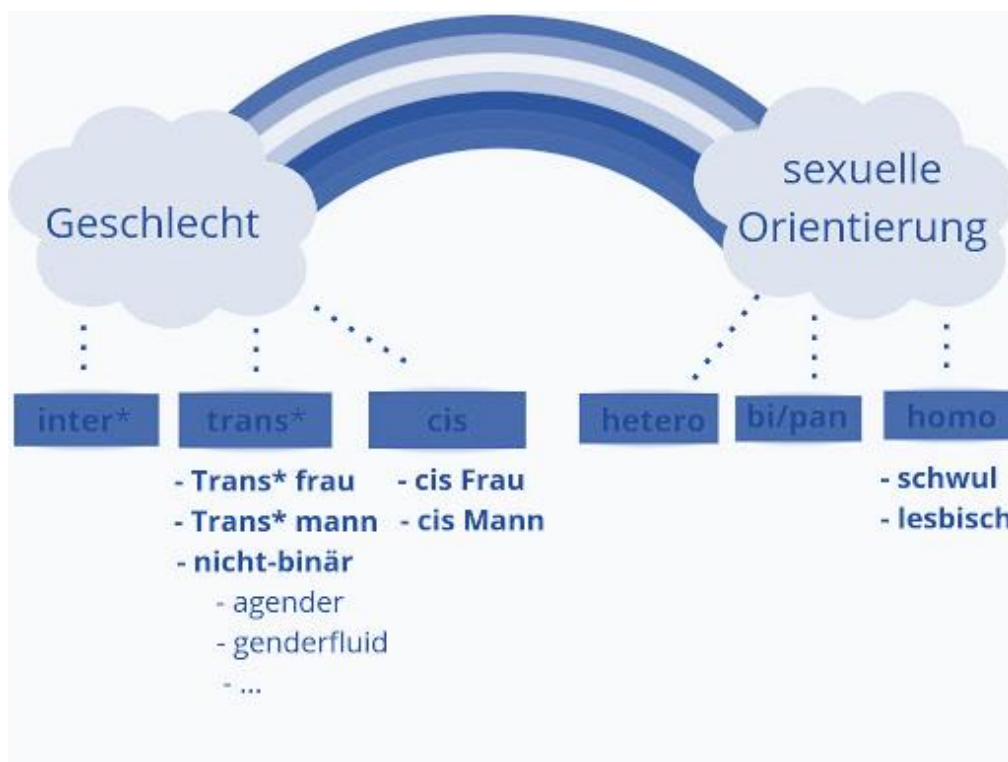 Geschlecht
sexuelle
Orientierung
inter*
trans*
cis
hetero
bi/pan
homo
- Trans* frau
- Trans* mann
- nicht-binär
- agender
- genderfluid
- ...
- cis Frau
- cis Mann
- schwul
- lesbisch